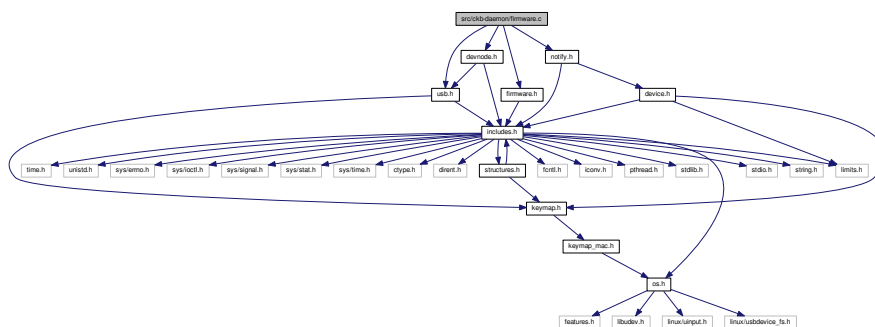 src/ckb-daemon/firmware.c
devnode.h
notify.h
usb.h
firmware.h
device.h
includes.h
time.h
unistd.h
sys/errno.h
sys/ioctl.h
sys/signal.h
sys/stat.h
sys/time.h
ctype.h
dirent.h
structures.h
fcntl.h
iconv.h
pthread.h
stdlib.h
stdio.h
string.h
limits.h
keymap.h
keymap_mac.h
os.h
features.h
libudev.h
linux/uinput.h
linux/usbdevice_fs.h